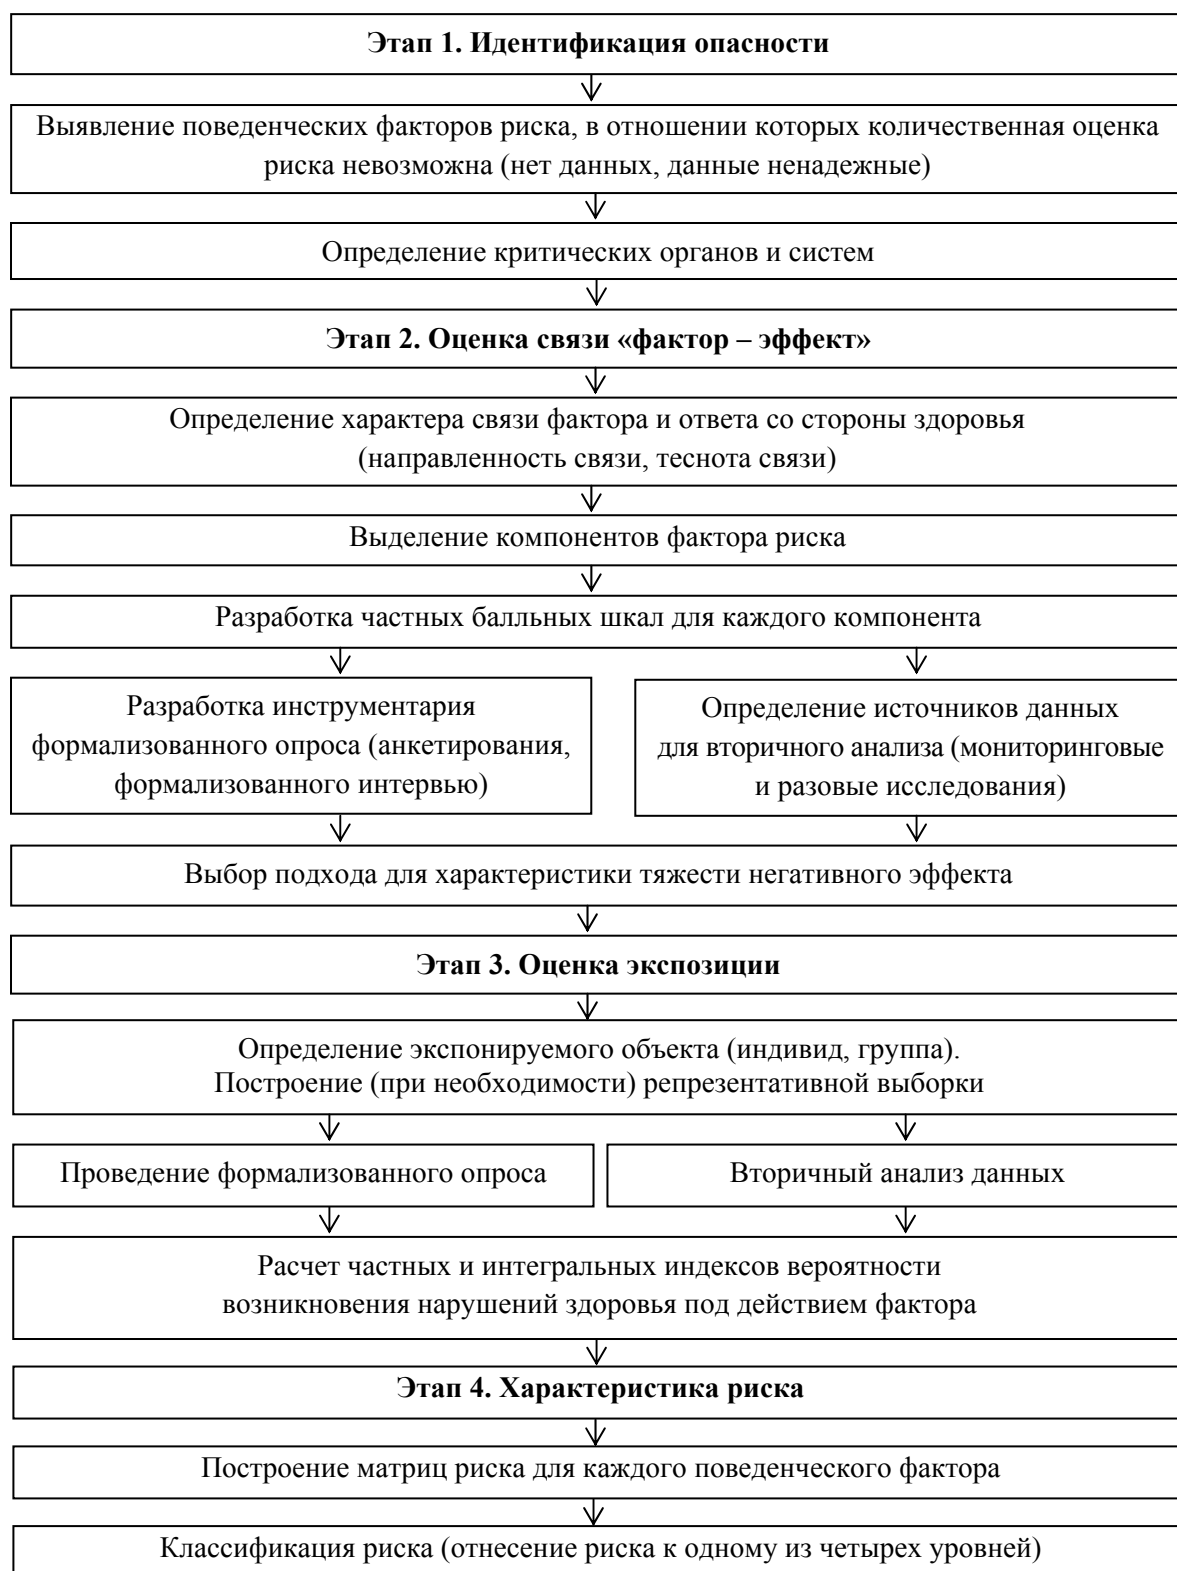 Этап 1. Идентификация опасности
Выявление поведенческих факторов риска, в отношении которых количественная оценка
риска невозможна (нет данных, данные ненадежные)
Определение критических органов и систем
Этап 2. Оценка связи «фактор – эффект»
Определение характера связи фактора и ответа со стороны здоровья
(направленность связи, теснота связи)
Выделение компонентов фактора риска
Разработка частных балльных шкал для каждого компонента
Разработка инструментария
формализованного опроса (анкетирования,
формализованного интервью)
Определение источников данных
для вторичного анализа (мониторинговые
и разовые исследования)
Выбор подхода для характеристики тяжести негативного эффекта
Этап 3. Оценка экспозиции
Определение экспонируемого объекта (индивид, группа).
Построение (при необходимости) репрезентативной выборки
Проведение формализованного опроса
Вторичный анализ данных
Расчет частных и интегральных индексов вероятности
возникновения нарушений здоровья под действием фактора
Этап 4. Характеристика риска
Построение матриц риска для каждого поведенческого фактора
Классификация риска (отнесение риска к одному из четырех уровней)